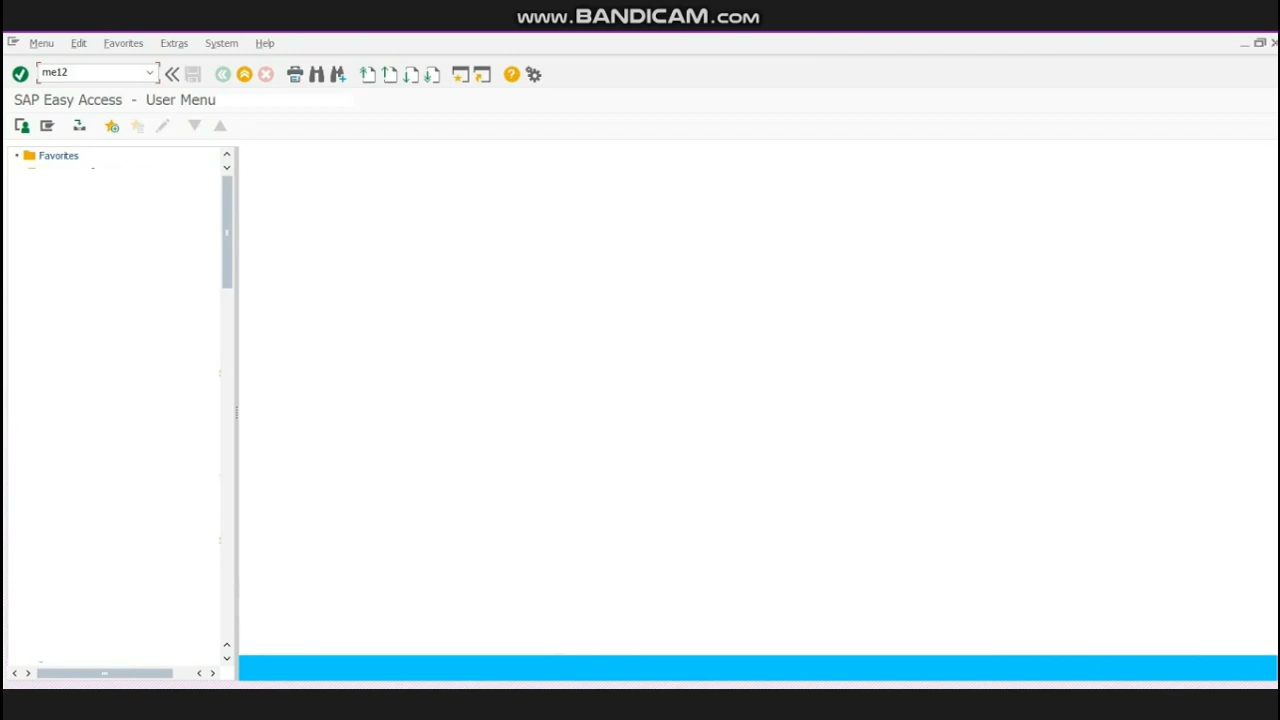 www.BANDICAM.com
Menu Edit Favorites Extras System Help
me12
SAP Easy Access - User Menu
Favorites